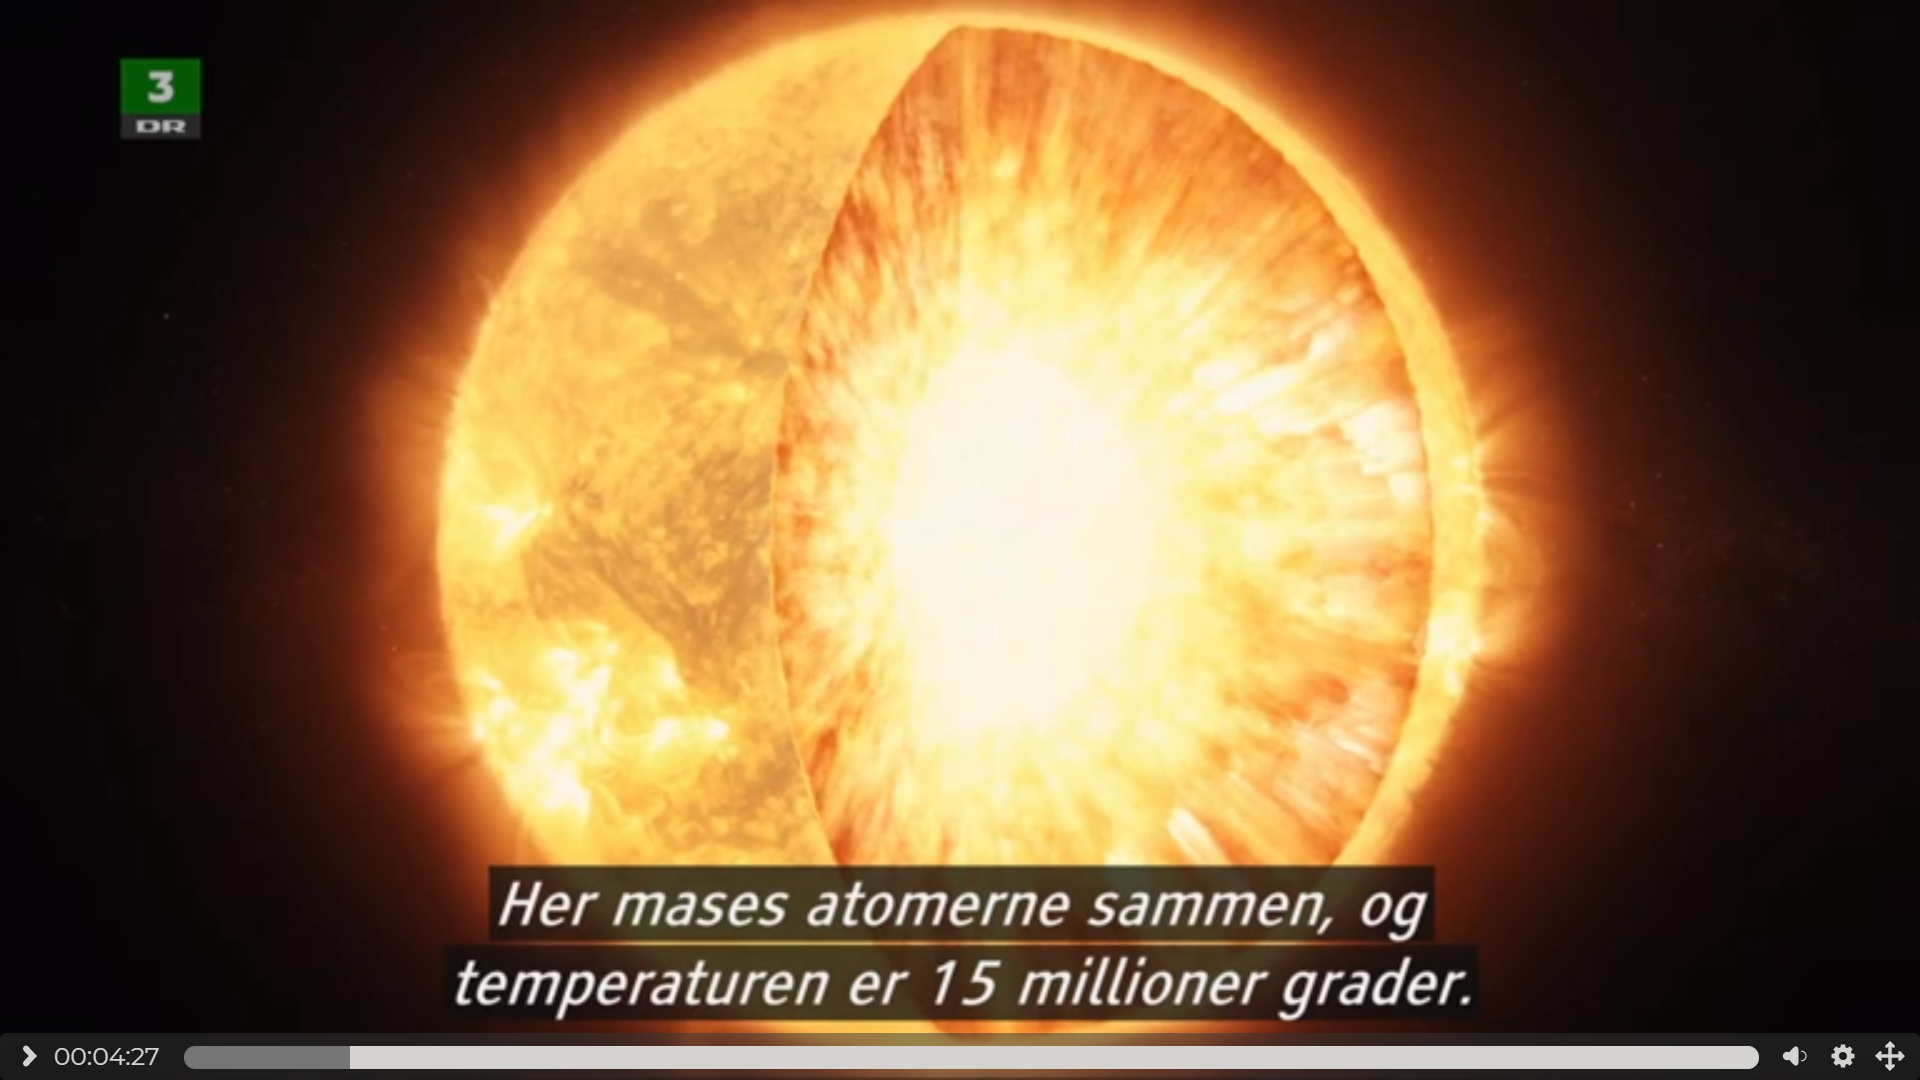 3
DR
Her mases atomerne sammen, og
temperaturen er 15 millioner grader.
00:04:27